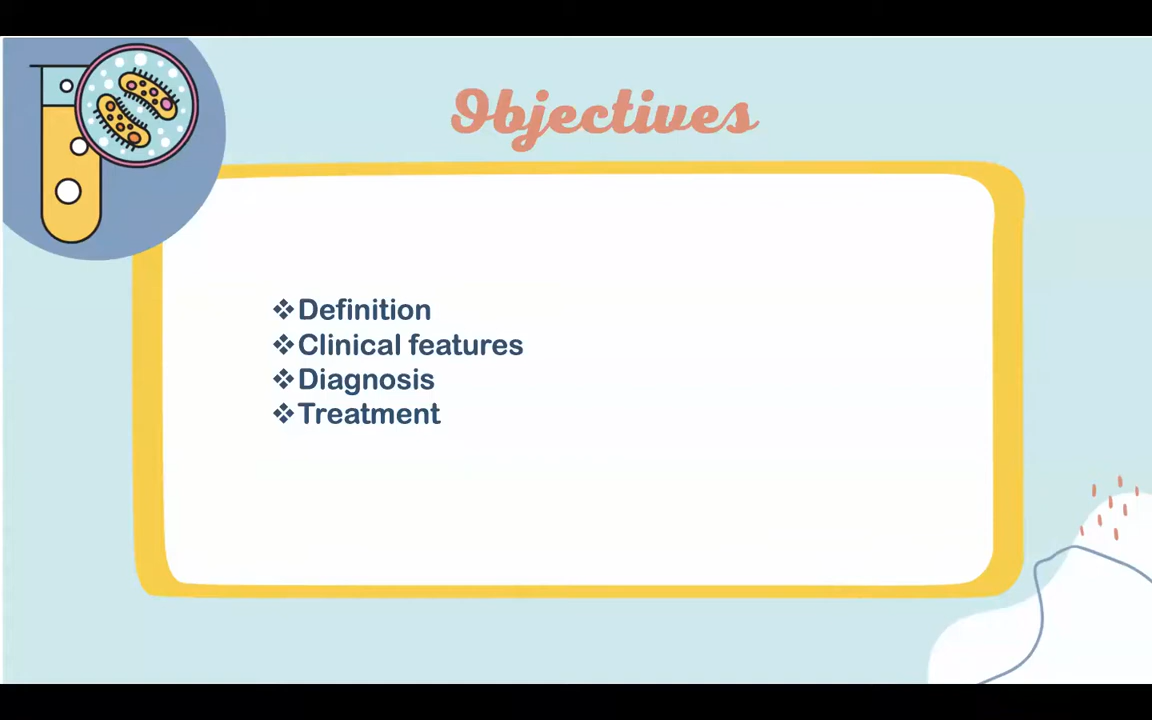 Objectives
❖Definition
❖Clinical features
❖Diagnosis
❖Treatment